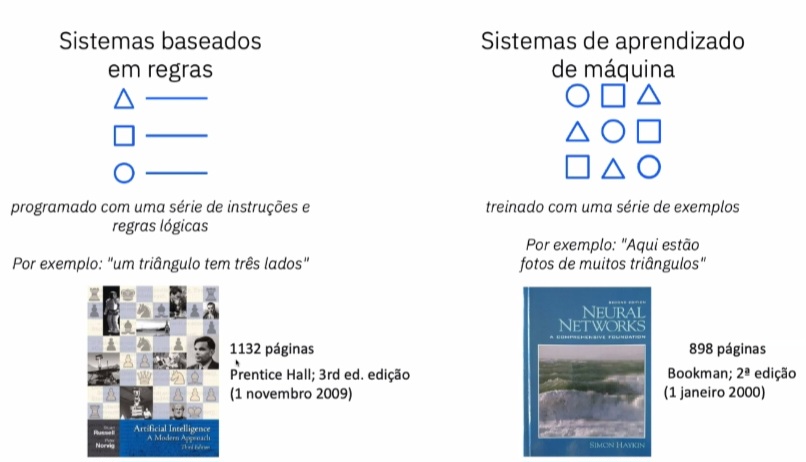 Sistemas baseados
em regras
programado com uma série de instruções e
regras lógicas
Por exemplo: "um triângulo tem três lados"
1132 páginas
Prentice Hall; 3rd ed. edição
(1 novembro 2009)
Artificial Intelligence
A Modern Approach
Third Edition
Stuart
Russell
Peter
Norvig
Sistemas de aprendizado
de máquina
treinado com uma série de exemplos
Por exemplo: "Aqui estão
fotos de muitos triângulos"
SECOND EDITION
NEURAL
NETWORKS
A COMPREHENSIVE FOUNDATION
SIMON HAYKIN
898 páginas
Bookman; 2ª edição
(1 janeiro 2000)